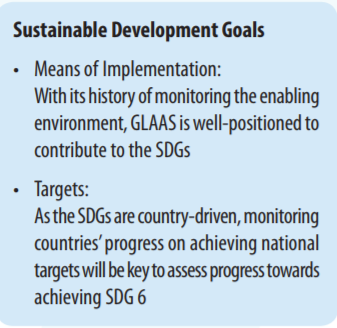 Sustainable Development Goals
• Means of Implementation:
With its history of monitoring the enabling
environment, GLAAS is well-positioned to
contribute to the SDGs
• Targets:
As the SDGs are country-driven, monitoring
countries' progress on achieving national
targets will be key to assess progress towards
achieving SDG 6